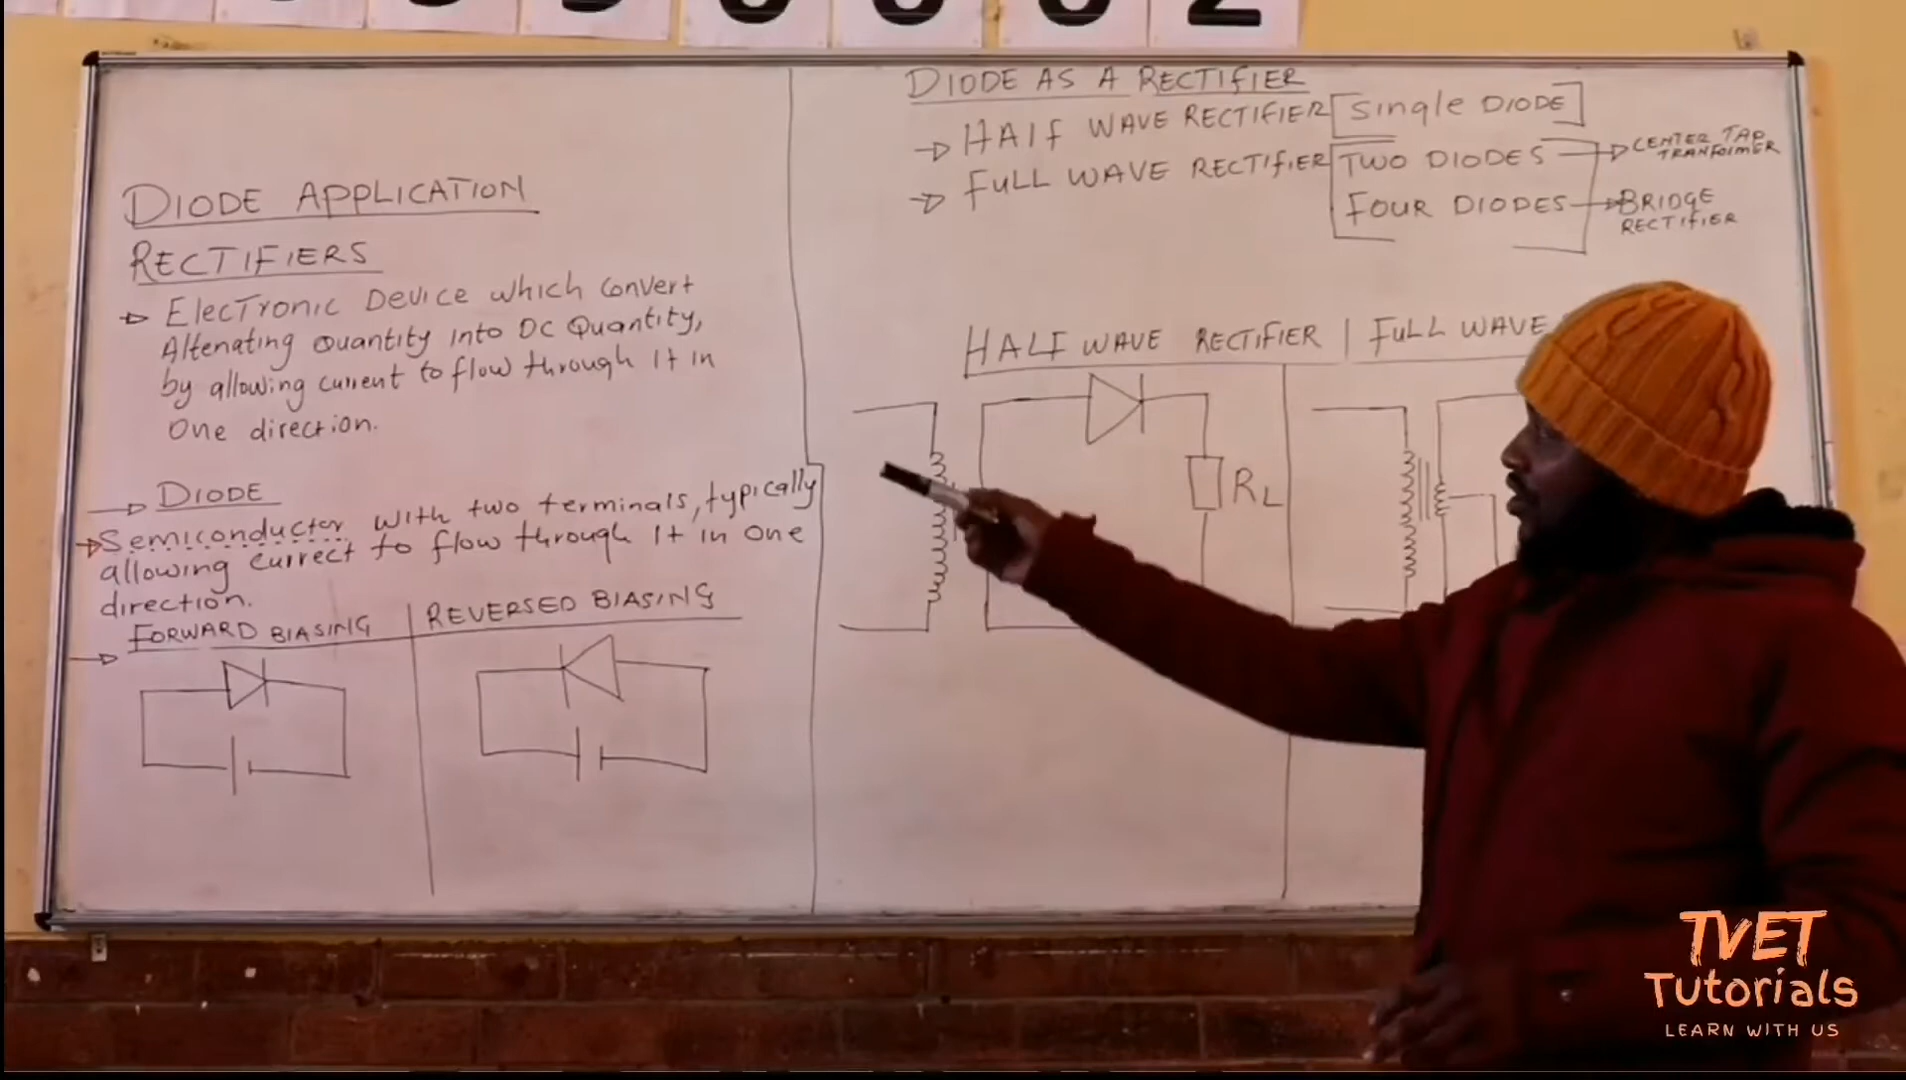 DIODE APPLICATION
RECTIFIERS
Electronic Device which convert
Altenating Quantity into DC Quantity,
by allowing current to flow through It in
One direction.
DIODE
Semiconductor with two terminals, typically
allowing currect to flow through It in One
direction.
FORWARD BIASING
REVERSED BIASING
DIODE AS A RECTIFIER
HAlf WAVE RECTIFIER [single DIODE]
FULL WAVE RECTIFIER TWO DIODES CENTER TAP
TRANFOIMER
FOUR DIODES BRIDGE
RECTIFIER
HALF WAVE RECTIFIER | FULL WAVE
RL
TVET
Tutorials
LEARN WITH US